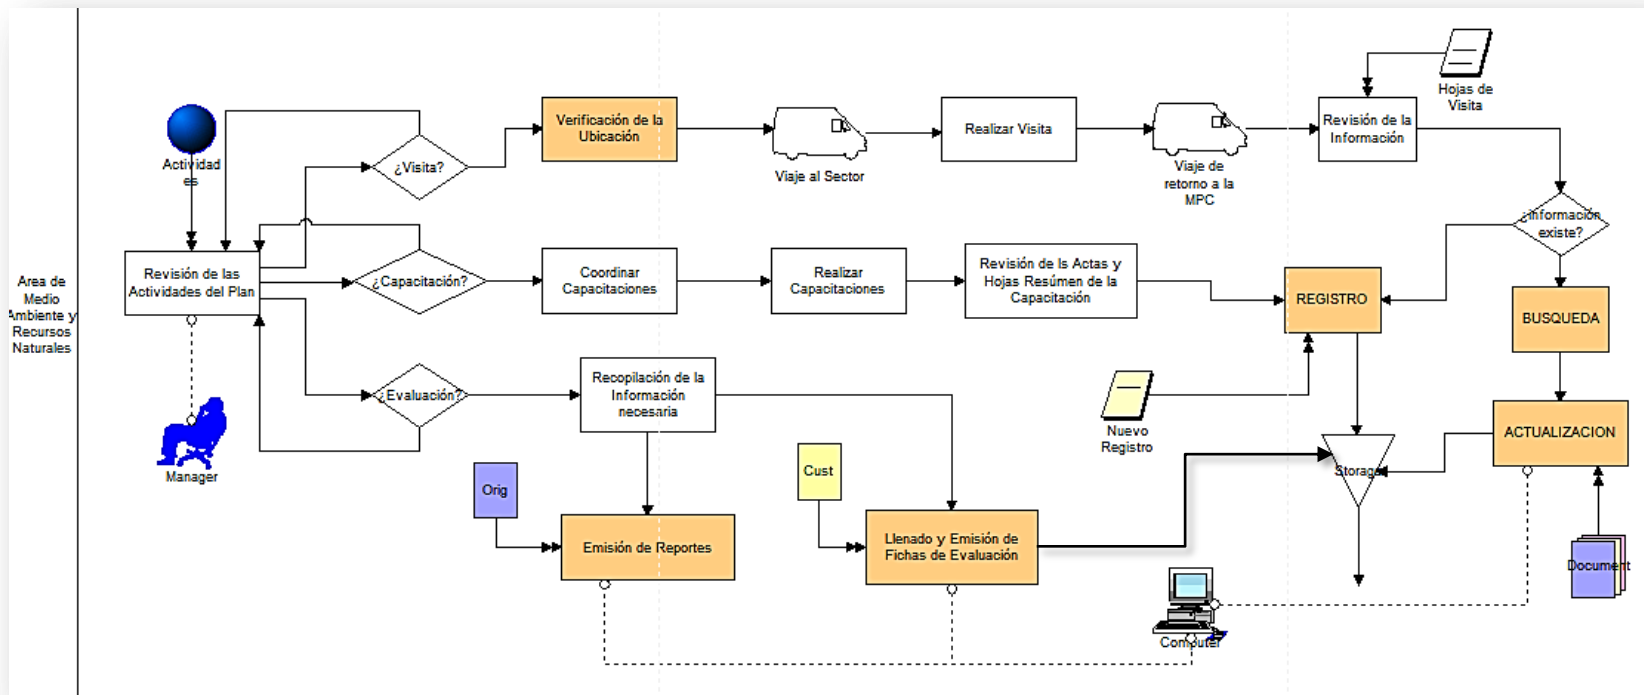 Area de
Medio
Ambiente y
Recursos
Naturales
Actividad
es
¿Visita?
Verificación de la
Ubicación
Viaje al Sector
Realizar Visita
Viaje de
retorno a la
MPC
Revisión de la
Información
Hojas de
Visita
¿Información
existe?
Revisión de las
Actividades del Plan
¿Capacitación?
Coordinar
Capacitaciones
Realizar
Capacitaciones
Revisión de ls Actas y
Hojas Resúmen de la
Capacitación
REGISTRO
BUSQUEDA
¿Evaluación?
Recopilación de la
Información
necesaria
Nuevo
Registro
ACTUALIZACION
Manager
Orig
Cust
Storage
Emisión de Reportes
Llenado y Emisión de
Fichas de Evaluación
Document
Computer